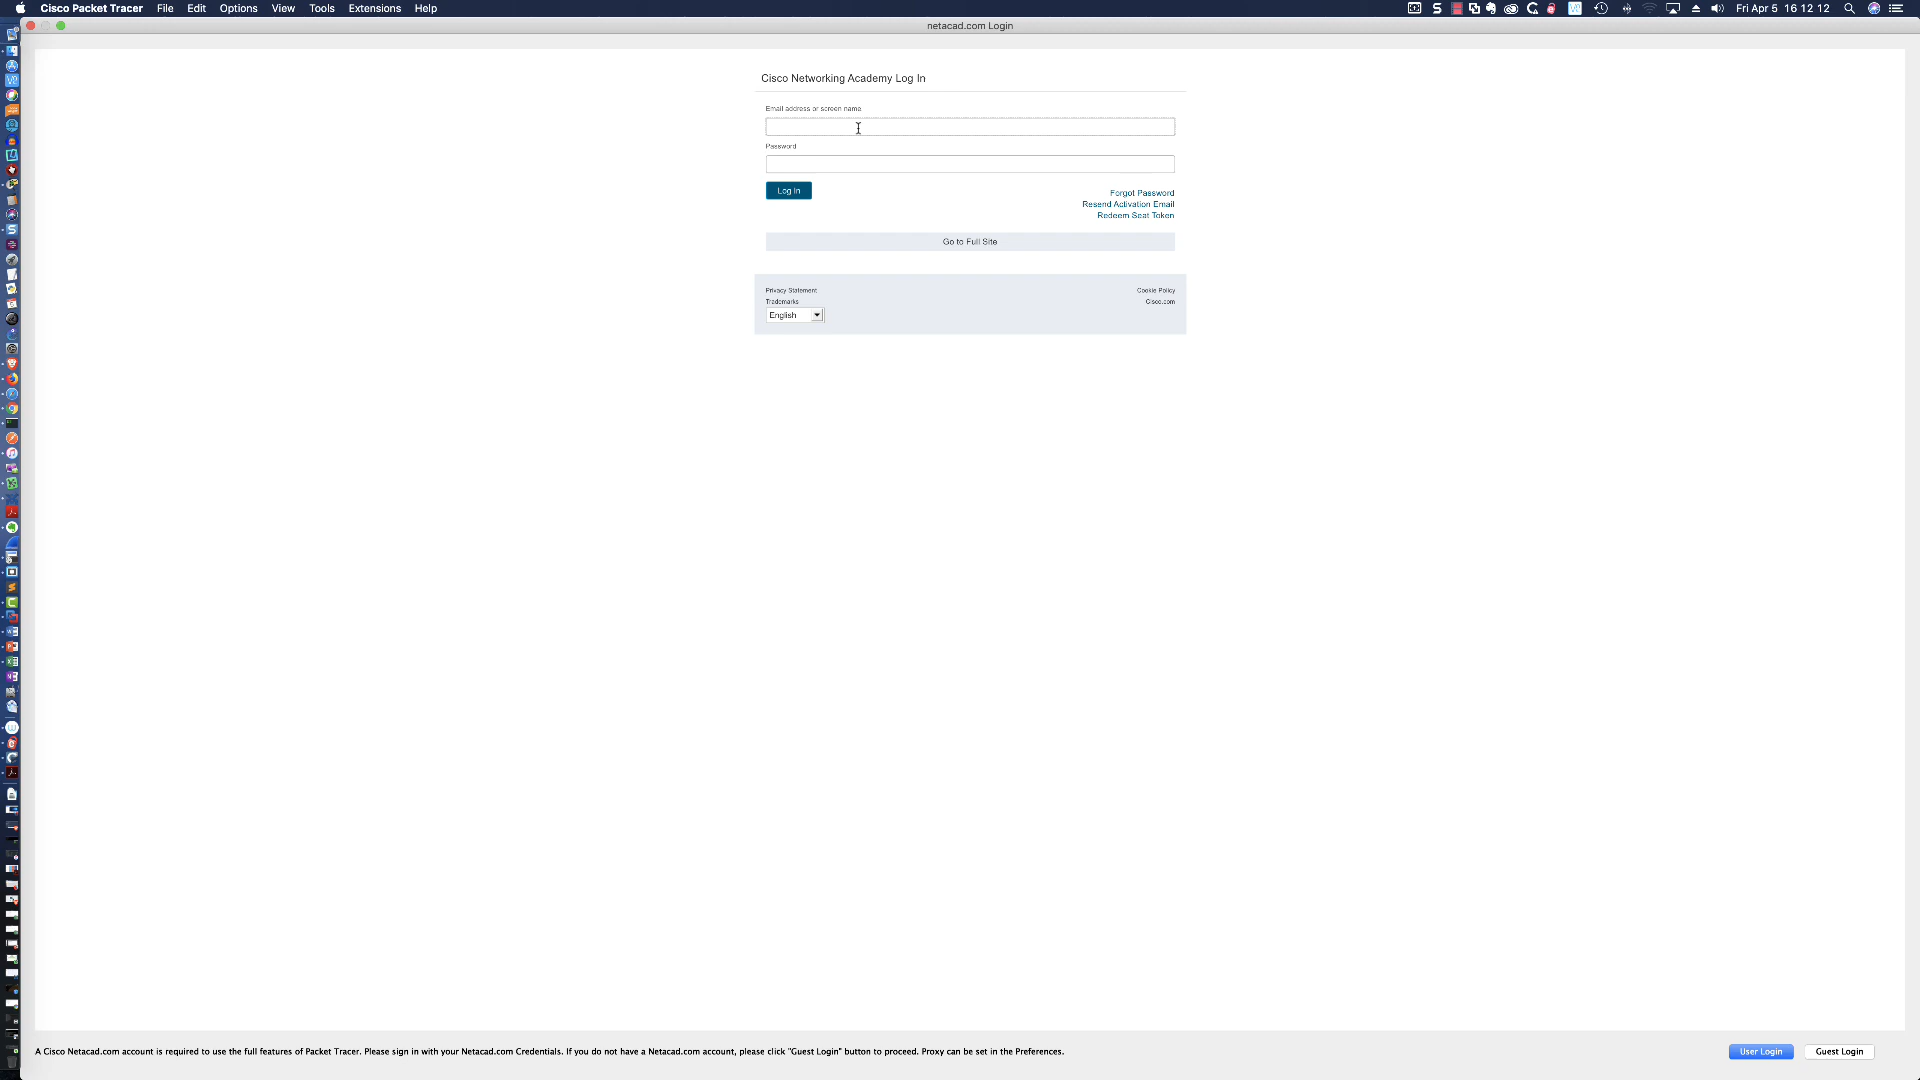 Cisco Packet Tracer File Edit Options View Tools Extensions Help Fri Apr 5 16 12 12
netacad.com Login
Cisco Networking Academy Log In
Email address or screen name
Password
Log In
Forgot Password
Resend Activation Email
Redeem Seat Token
Go to Full Site
Privacy Statement Cookie Policy
Trademarks Cisco.com
English
A Cisco Netacad.com account is required to use the full features of Packet Tracer. Please sign in with your Netacad.com Credentials. If you do not have a Netacad.com account, please click "Guest Login" button to proceed. Proxy can be set in the Preferences.
User Login Guest Login